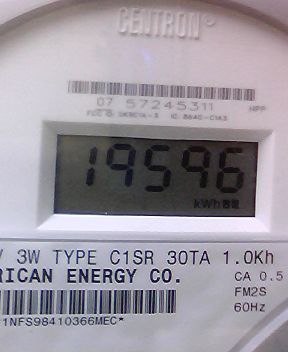 CENTRON®
07 57245311
19596
kWh
3W TYPE C1SR 30TA 1.0Kh
RICAN ENERGY CO.
CA 0.5
FM2S
60Hz
1NFS98410366MEC*